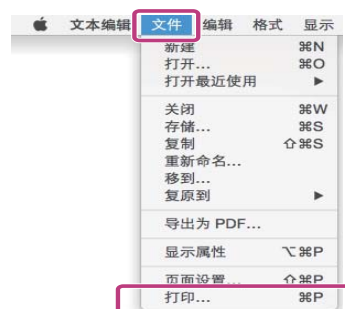 文本编辑 文件 编辑 格式 显示
新建 ⌘N
打开... ⌘O
打开最近使用 ▶
关闭 ⌘W
存储... ⌘S
复制 ⇧⌘S
重新命名...
移到...
复原到 ▶
导出为 PDF...
显示属性 ⌥⌘P
页面设置... ⇧⌘P
打印... ⌘P